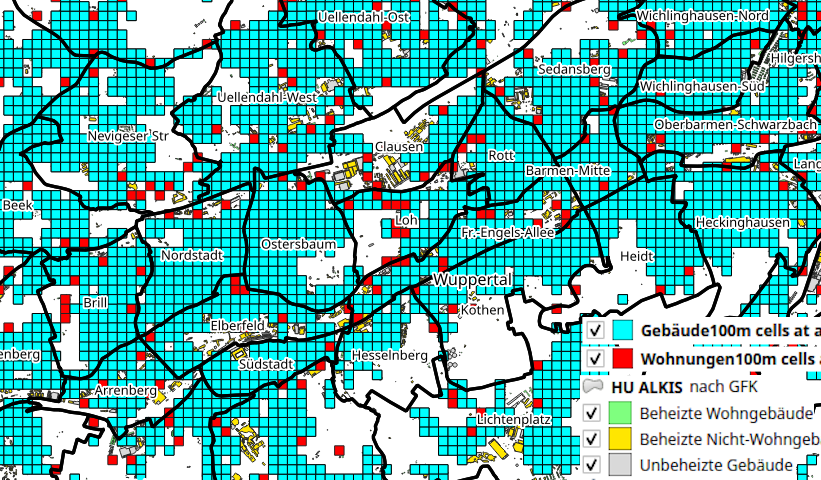 Uellendahl-Ost
Wichlinghausen-Nord
Hilgersh
Sedansberg
Wichlinghausen-Süd
Uellendahl-West
Oberbarmen-Schwarzbach
Nevigeser Str
Clausen
Rott
Lang
Barmen-Mitte
Beek
Loh
Heckinghausen
Fr.-Engels-Allee
Ostersbaum
Nordstadt
Heidt
Wuppertal
Brill
Kothen
Elberfeld
enberg
Hesselnberg
Südstadt
Arrenberg
Lichtenplatz
Gebäude100m cells at a
Wohnungen100m cells
HU ALKIS nach GFK
Beheizte Wohngebäude
Beheizte Nicht-Wohngeb
Unbeheizte Gebäude